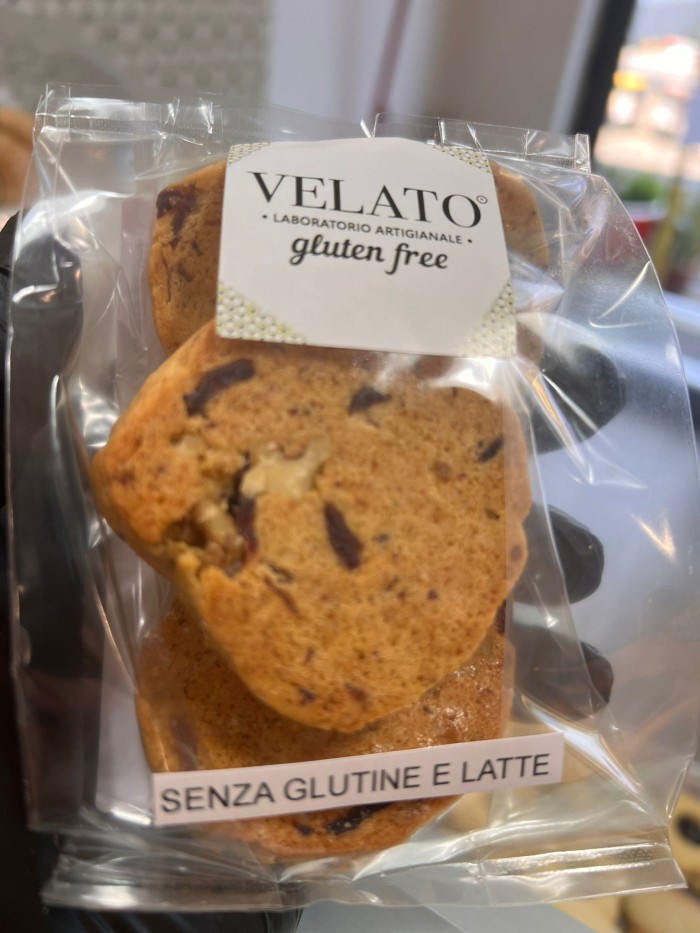 VELATO
• LABORATORIO ARTIGIANALE •
gluten free
SENZA GLUTINE E LATTE